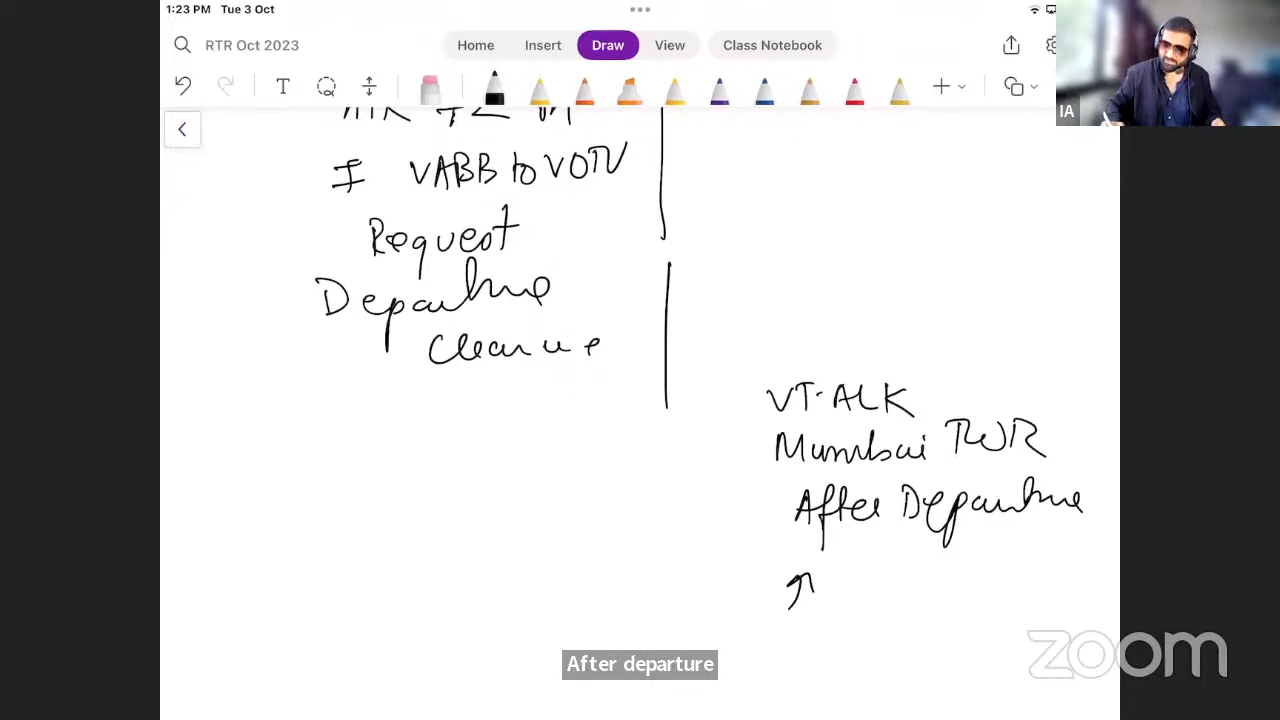 1:23 PM Tue 3 Oct
RTR Oct 2023
Home Insert Draw View Class Notebook
T
IA
I VABB to VOTV
Request
Departure
Clearance
VT-ALK
Mumbai TWR
After Departure
After departure
zoom